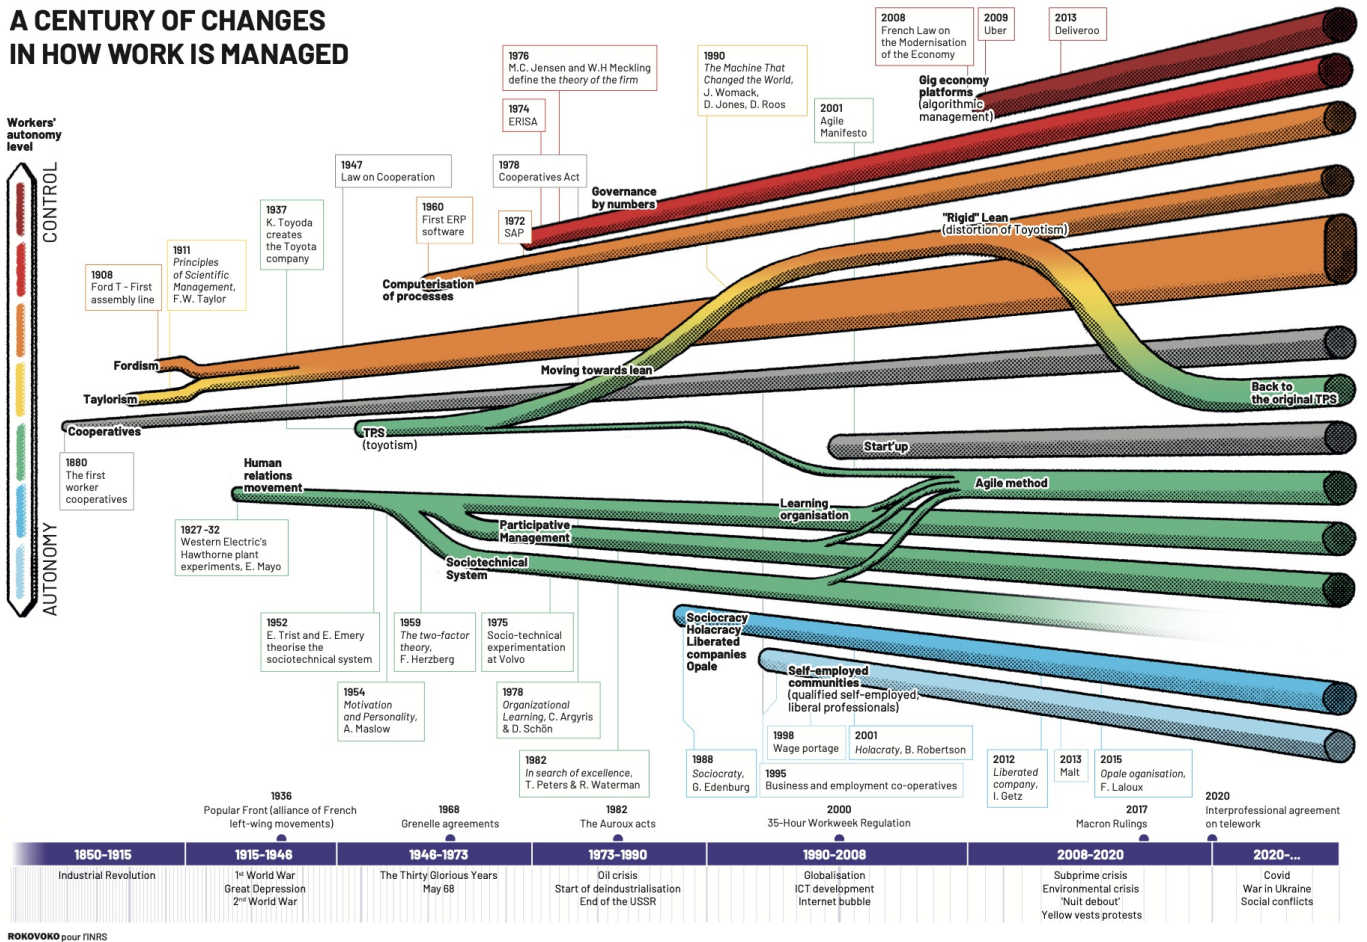 A CENTURY OF CHANGES
IN HOW WORK IS MANAGED
Workers'
autonomy
level
CONTROL
AUTONOMY
2008
French Law on
the Modernisation
of the Economy
2009
Uber
2013
Deliveroo
Gig economy
platforms
(algorithmic
management)
1976
M.C. Jensen and W.H Meckling
define the theory of the firm
1974
ERISA
1990
The Machine That
Changed the World,
J. Womack,
D. Jones, D. Roos
2001
Agile
Manifesto
1947
Law on Cooperation
1978
Cooperatives Act
Governance
by numbers
1960
First ERP
software
1972
SAP
1937
K. Toyoda
creates
the Toyota
company
1911
Principles
of Scientific
Management,
F.W. Taylor
1908
Ford T - First
assembly line
"Rigid" Lean
(distortion of Toyotism)
Computerisation
of processes
Fordism
Taylorism
Moving towards lean
Back to
the original TPS
Cooperatives
TPS
(toyotism)
Start'up
1880
The first
worker
cooperatives
Human
relations
movement
Agile method
Learning
organisation
Participative
Management
Sociotechnical
System
1927 -32
Western Electric's
Hawthorne plant
experiments, E. Mayo
1952
E. Trist and E. Emery
theorise the
sociotechnical system
1959
The two-factor
theory,
F. Herzberg
1975
Socio-technical
experimentation
at Volvo
Sociocracy
Holacracy
Liberated
companies
Opale
Self-employed
communities
(qualified self-employed,
liberal professionals)
1954
Motivation
and Personality,
A. Maslow
1978
Organizational
Learning, C. Argyris
& D. Schön
1982
In search of excellence,
T. Peters & R. Waterman
1988
Sociocraty,
G. Edenburg
1998
Wage portage
2001
Holacraty, B. Robertson
1995
Business and employment co-operatives
2012
Liberated
company,
I. Getz
2013
Malt
2015
Opale oganisation,
F. Laloux
1936
Popular Front (alliance of French
left-wing movements)
1968
Grenelle agreements
1982
The Auroux acts
2000
35-Hour Workweek Regulation
2017
Macron Rulings
2020
Interprofessional agreement
on telework
1850-1915
1915-1946
1946-1973
1973-1990
1990-2008
2008-2020
2020-...
Industrial Revolution
1st World War
Great Depression
2nd World War
The Thirty Glorious Years
May 68
Oil crisis
Start of deindustrialisation
End of the USSR
Globalisation
ICT development
Internet bubble
Subprime crisis
Environmental crisis
'Nuit debout'
Yellow vests protests
Covid
War in Ukraine
Social conflicts
ROKOVOKO pour l'INRS